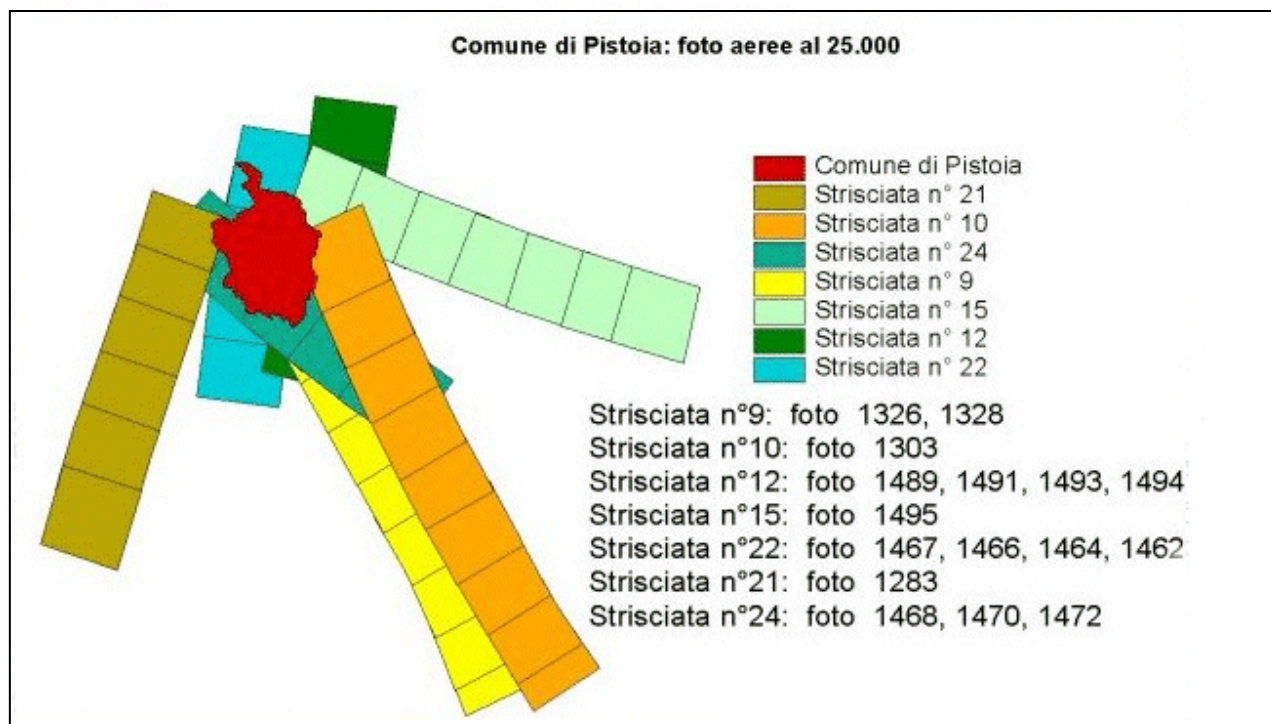 Comune di Pistoia: foto aeree al 25.000
Comune di Pistoia
Strisciata n° 21
Strisciata n° 10
Strisciata n° 24
Strisciata n° 9
Strisciata n° 15
Strisciata n° 12
Strisciata n° 22
Strisciata n°9: foto 1326, 1328
Strisciata n°10: foto 1303
Strisciata n°12: foto 1489, 1491, 1493, 1494
Strisciata n°15: foto 1495
Strisciata n°22: foto 1467, 1466, 1464, 1462
Strisciata n°21: foto 1283
Strisciata n°24: foto 1468, 1470, 1472